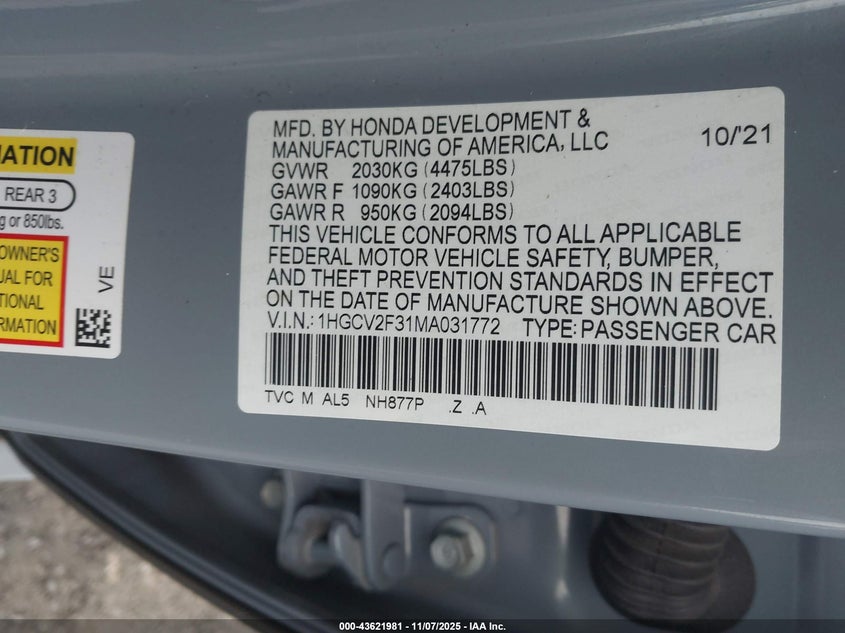 MATION
REAR 3
g or 850lbs.
OWNER'S
UAL FOR
TIONAL
RMATION
VE
MFD. BY HONDA DEVELOPMENT &
MANUFACTURING OF AMERICA, LLC 10/'21
GVWR 2030KG (4475LBS)
GAWR F 1090KG (2403LBS)
GAWR R 950KG (2094LBS)
THIS VEHICLE CONFORMS TO ALL APPLICABLE
FEDERAL MOTOR VEHICLE SAFETY, BUMPER,
AND THEFT PREVENTION STANDARDS IN EFFECT
ON THE DATE OF MANUFACTURE SHOWN ABOVE.
V.I.N.: 1HGCV2F31MA031772 TYPE: PASSENGER CAR
TVC M AL5 NH877P .Z .A
000-43621981 - 11/07/2025 - IAA Inc.